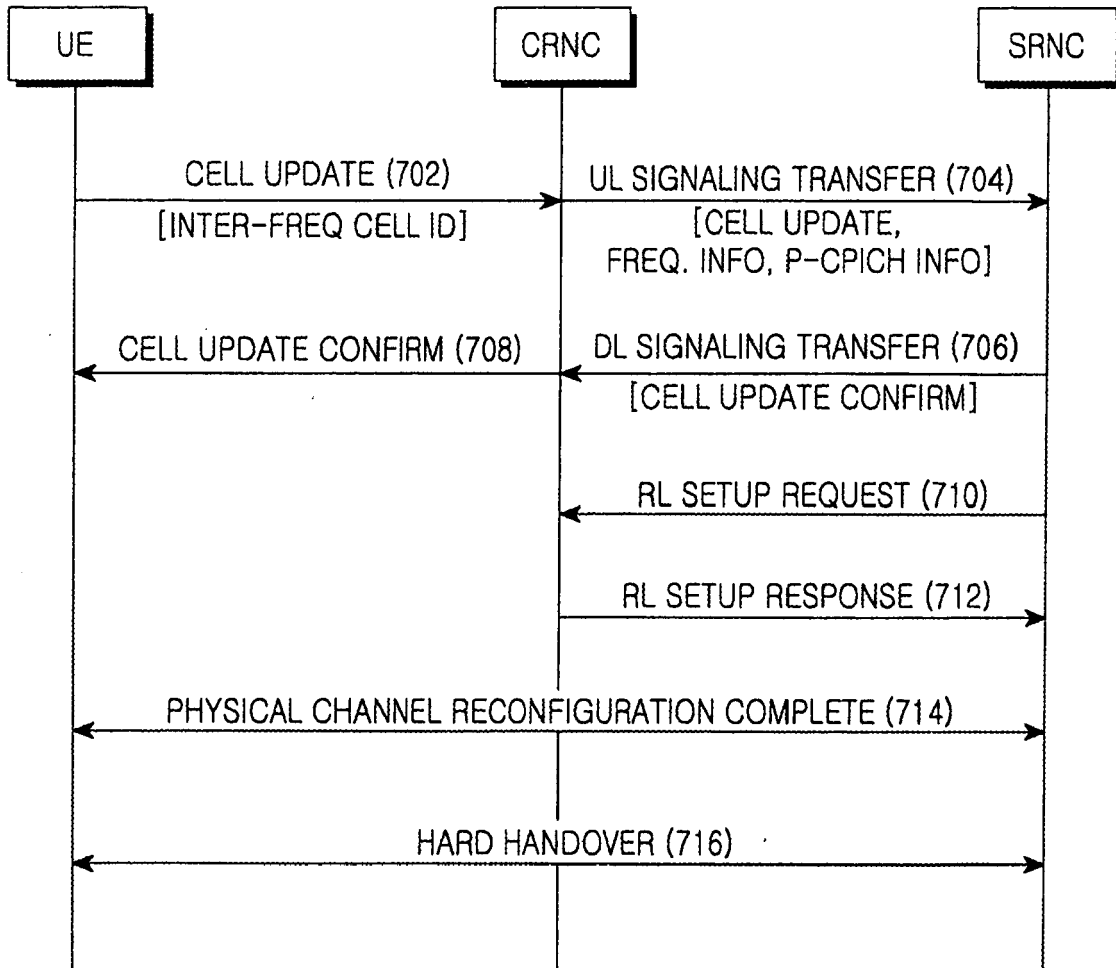 UE
CRNC
SRNC
CELL UPDATE (702)
[INTER-FREQ CELL ID]
UL SIGNALING TRANSFER (704)
[CELL UPDATE,
FREQ. INFO, P-CPICH INFO]
CELL UPDATE CONFIRM (708)
DL SIGNALING TRANSFER (706)
[CELL UPDATE CONFIRM]
RL SETUP REQUEST (710)
RL SETUP RESPONSE (712)
PHYSICAL CHANNEL RECONFIGURATION COMPLETE (714)
HARD HANDOVER (716)